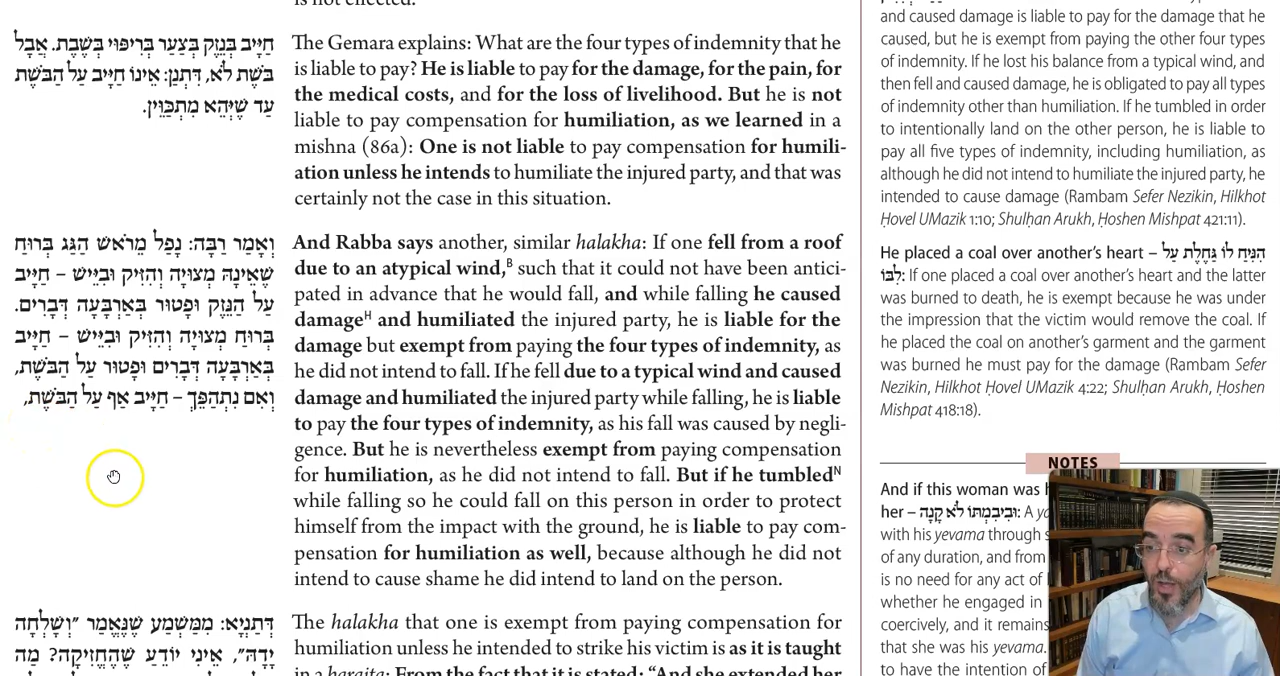 is not effected.
חַיָּיב בְּנֵזֶק בְּצַעַר בְּרִיפּוּי בְּשֶׁבֶת. אֲבָל
בּשֶׁת לֹא, דִּתְנַן: אֵינוֹ חַיָּיב עַל הַבּשֶׁת
עַד שֶׁיְּהֵא מִתְכַּוֵּין.
The Gemara explains: What are the four types of indemnity that he
is liable to pay? He is liable to pay for the damage, for the pain, for
the medical costs, and for the loss of livelihood. But he is not
liable to pay compensation for humiliation, as we learned in a
mishna (86a): One is not liable to pay compensation for humili-
ation unless he intends to humiliate the injured party, and that was
certainly not the case in this situation.
וְאָמַר רַבָּה: נָפַל מֵרֹאשׁ הַגָּג בְּרוּחַ
שֶׁאֵינָהּ מְצוּיָה וְהִזִּיק וּבִיֵּישׁ – חַיָּיב
עַל הַנֵּזֶק וּפָטוּר בְּאַרְבָּעָה דְּבָרִים.
בְּרוּחַ מְצוּיָה וְהִזִּיק וּבִיֵּישׁ – חַיָּיב
בְּאַרְבָּעָה דְּבָרִים וּפָטוּר עַל הַבּשֶׁת,
וְאִם נִתְהַפֵּךְ – חַיָּיב אַף עַל הַבּשֶׁת,
And Rabba says another, similar halakha: If one fell from a roof
due to an atypical wind,B such that it could not have been antici-
pated in advance that he would fall, and while falling he caused
damageH and humiliated the injured party, he is liable for the
damage but exempt from paying the four types of indemnity, as
he did not intend to fall. If he fell due to a typical wind and caused
damage and humiliated the injured party while falling, he is liable
to pay the four types of indemnity, as his fall was caused by negli-
gence. But he is nevertheless exempt from paying compensation
for humiliation, as he did not intend to fall. But if he tumbledN
while falling so he could fall on this person in order to protect
himself from the impact with the ground, he is liable to pay com-
pensation for humiliation as well, because although he did not
intend to cause shame he did intend to land on the person.
דְּתַנְיָא: מִמַּשְׁמַע שֶׁנֶּאֱמַר ״וְשָׁלְחָה
יָדָהּ״, אֵינִי יוֹדֵעַ שֶׁהֶחֱזִיקָה? מָה
The halakha that one is exempt from paying compensation for
humiliation unless he intended to strike his victim is as it is taught
in a baraita: From the fact that it is stated: “And she extended her
and caused damage is liable to pay for the damage that he
caused, but he is exempt from paying the other four types
of indemnity. If he lost his balance from a typical wind, and
then fell and caused damage, he is obligated to pay all types
of indemnity other than humiliation. If he tumbled in order
to intentionally land on the other person, he is liable to
pay all five types of indemnity, including humiliation, as
although he did not intend to humiliate the injured party, he
intended to cause damage (Rambam Sefer Nezikin, Hilkhot
Ḥovel UMazik 1:10; Shulḥan Arukh, Ḥoshen Mishpat 421:11).
He placed a coal over another’s heart – הִנִּיחַ לוֹ גַּחֶלֶת עַל
לִבּוֹ: If one placed a coal over another’s heart and the latter
was burned to death, he is exempt because he was under
the impression that the victim would remove the coal. If
he placed the coal on another’s garment and the garment
was burned he must pay for the damage (Rambam Sefer
Nezikin, Hilkhot Ḥovel UMazik 4:22; Shulḥan Arukh, Ḥoshen
Mishpat 418:18).
NOTES
And if this woman was
her – וּבִיבִמְתּוֹ לֹא קָנָה: A
with his yevama through
of any duration, and from
is no need for any act of
whether he engaged in
coercively, and it remains
that she was his yevama.
to have the intention of